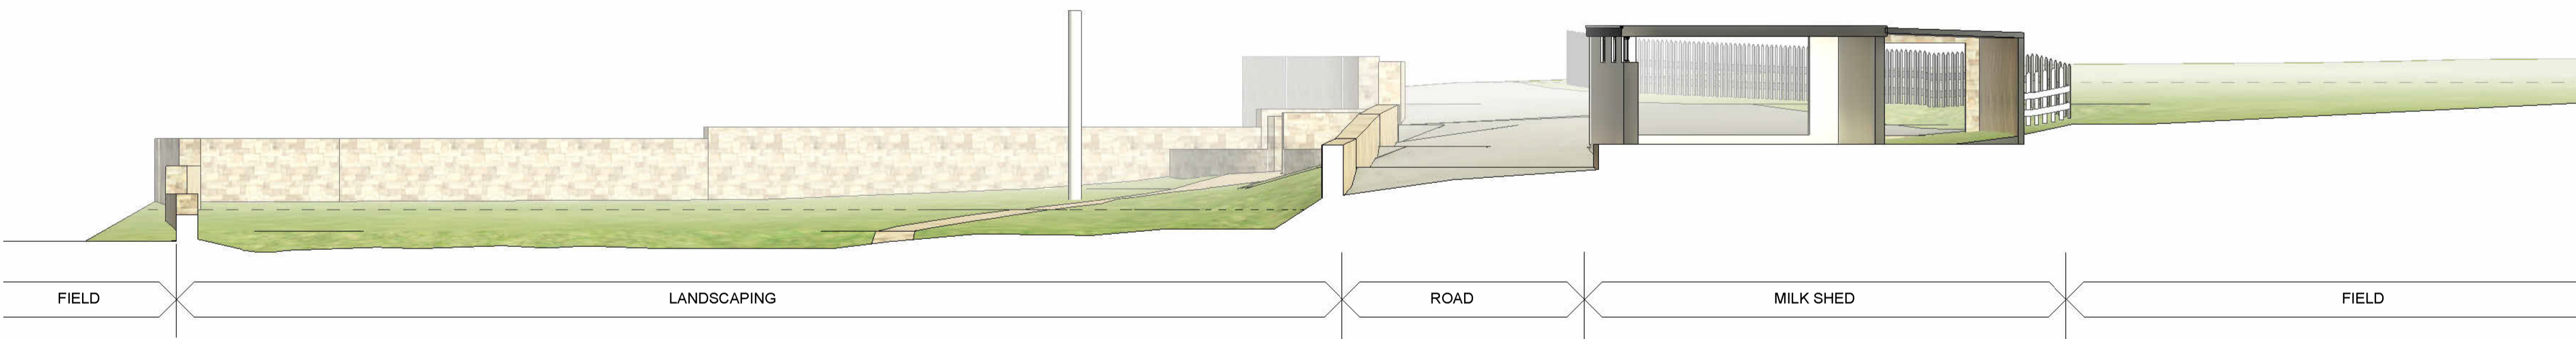 FIELD
LANDSCAPING
ROAD
MILK SHED
FIELD